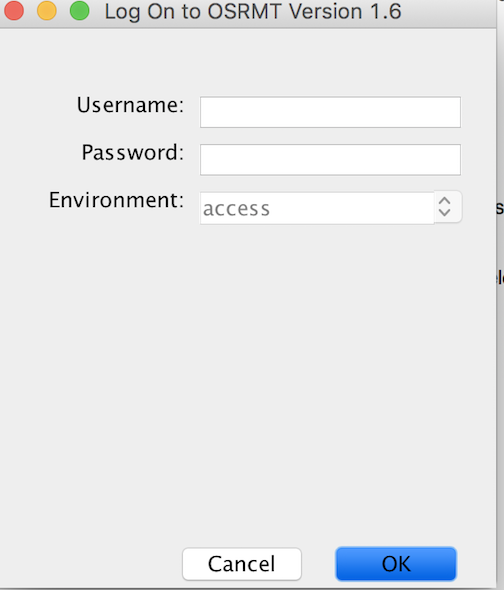 Log On to OSRMT Version 1.6
Username:
Password:
Environment: access
Cancel OK